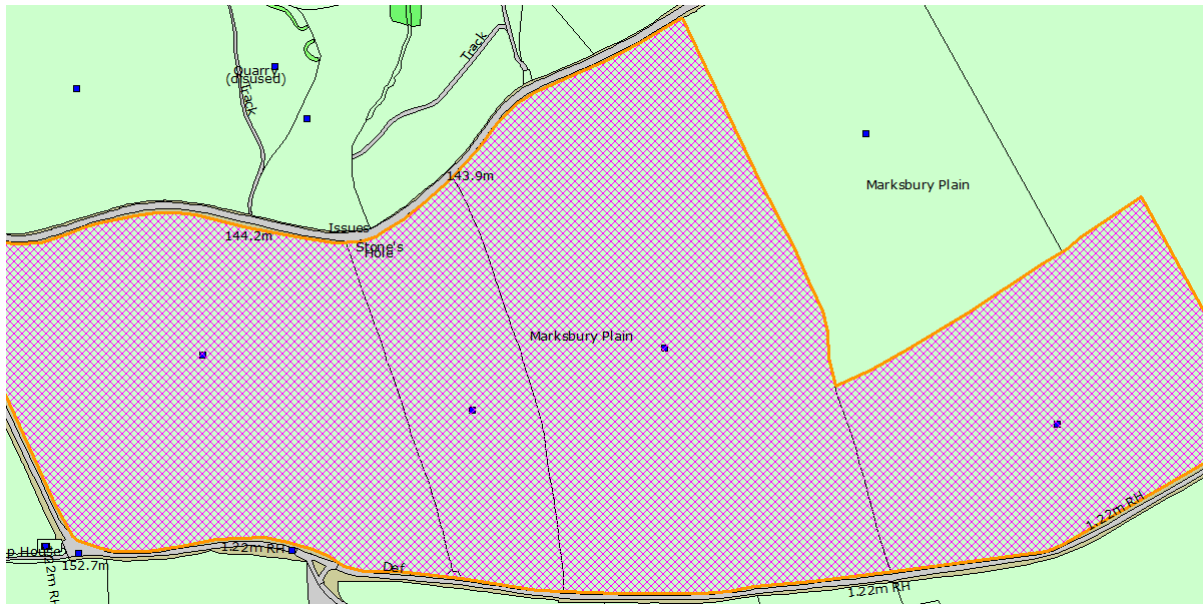 Track
Quarry
(disused)
Track
143.9m
Marksbury Plain
Issues
144.2m
Stone's
Hole
Marksbury Plain
1.22m RH
1.22m RH
p House
152.7m
Def
1.22m RH